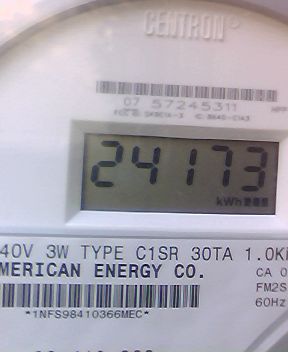 CENTRON®
07 57245311
24173
kWh
40V 3W TYPE C1SR 30TA 1.0K
MERICAN ENERGY CO.
CA 0
FM2S
60Hz
*1NFS98410366MEC*